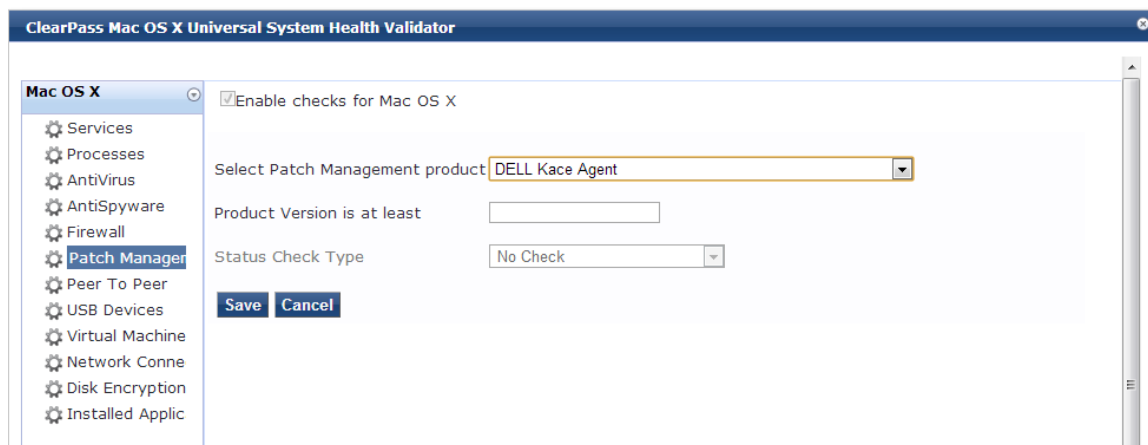 ClearPass Mac OS X Universal System Health Validator
Mac OS X
Enable checks for Mac OS X
Services
Processes
AntiVirus
AntiSpyware
Firewall
Patch Manager
Peer To Peer
USB Devices
Virtual Machine
Network Conne
Disk Encryption
Installed Applic
Select Patch Management product DELL Kace Agent
Product Version is at least
Status Check Type No Check
Save Cancel